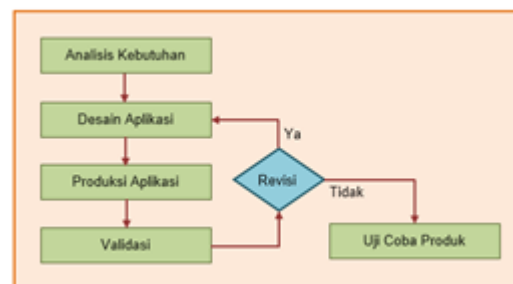 Analisis Kebutuhan
Desain Aplikasi
Ya
Produksi Aplikasi
Revisi
Tidak
Validasi
Uji Coba Produk